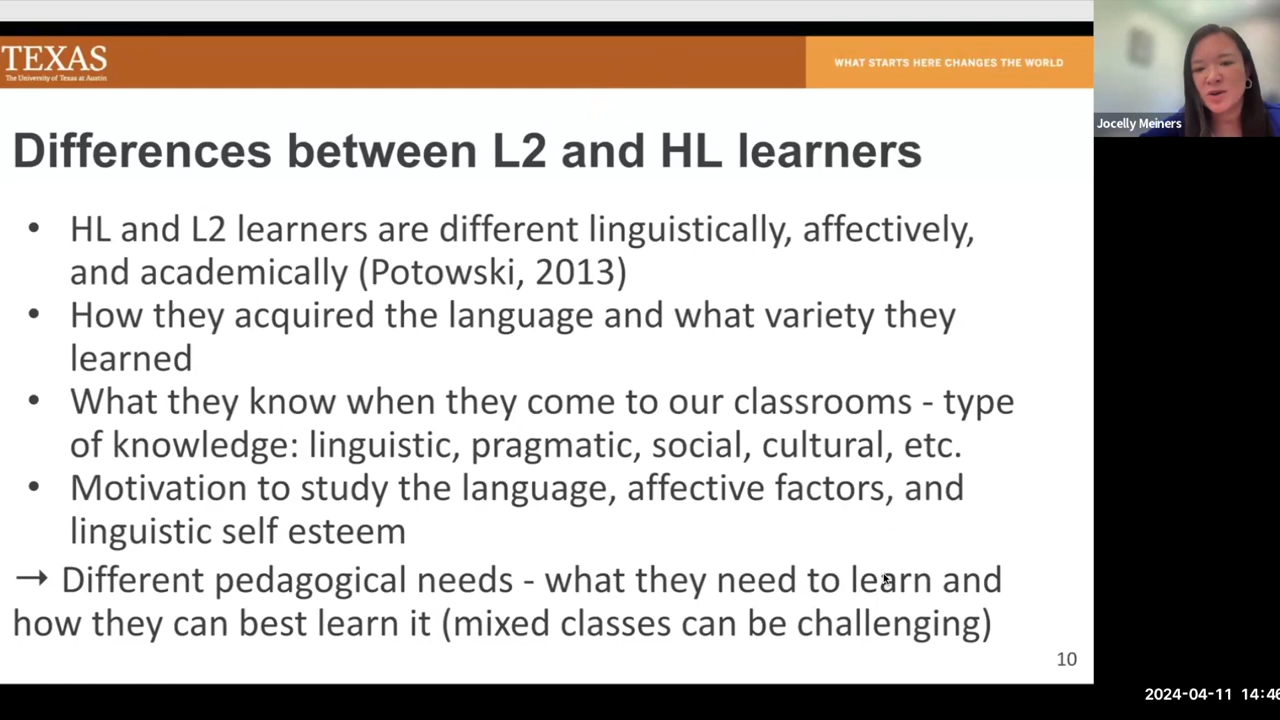 TEXAS
The University of Texas at Austin
WHAT STARTS HERE CHANGES THE WORLD
Jocelly Meiners
Differences between L2 and HL learners
• HL and L2 learners are different linguistically, affectively,
and academically (Potowski, 2013)
• How they acquired the language and what variety they
learned
• What they know when they come to our classrooms - type
of knowledge: linguistic, pragmatic, social, cultural, etc.
• Motivation to study the language, affective factors, and
linguistic self esteem
→ Different pedagogical needs - what they need to learn and
how they can best learn it (mixed classes can be challenging)
10
2024-04-11 14:46